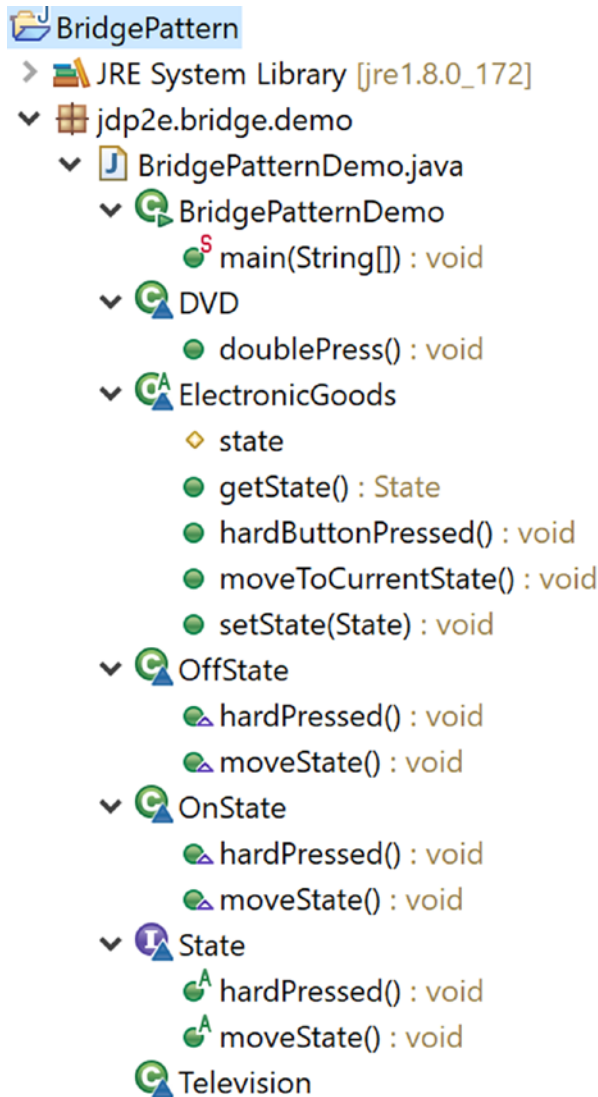 BridgePattern
JRE System Library [jre1.8.0_172]
jdp2e.bridge.demo
BridgePatternDemo.java
BridgePatternDemo
main(String[]) : void
DVD
doublePress() : void
ElectronicGoods
state
getState() : State
hardButtonPressed() : void
moveToCurrentState() : void
setState(State) : void
OffState
hardPressed() : void
moveState() : void
OnState
hardPressed() : void
moveState() : void
State
hardPressed() : void
moveState() : void
Television